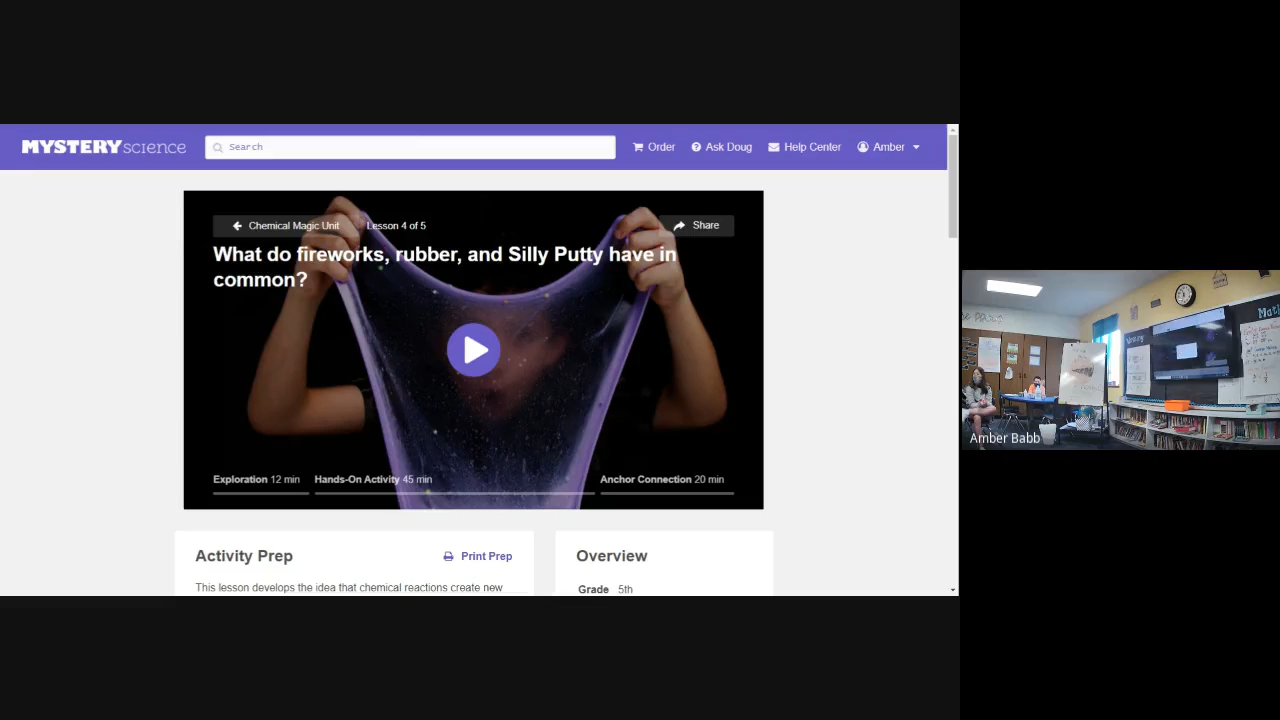 MYSTERYscience
Search
Order
Ask Doug
Help Center
Amber
Chemical Magic Unit
Lesson 4 of 5
Share
What do fireworks, rubber, and Silly Putty have in
common?
Exploration 12 min
Hands-On Activity 45 min
Anchor Connection 20 min
Activity Prep
Print Prep
This lesson develops the idea that chemical reactions create new
Overview
Grade 5th
Math
Amber Babb